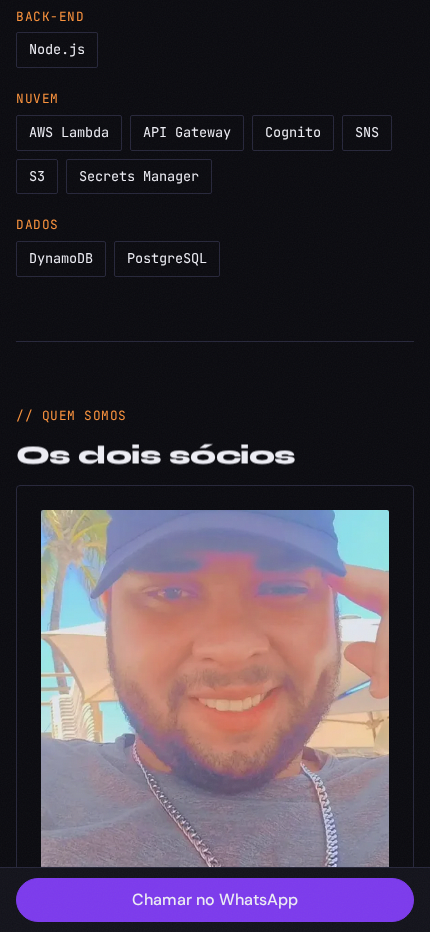 BACK-END
Node.js
NUVEM
AWS Lambda API Gateway Cognito SNS
S3 Secrets Manager
DADOS
DynamoDB PostgreSQL
// QUEM SOMOS
Os dois sócios
Chamar no WhatsApp